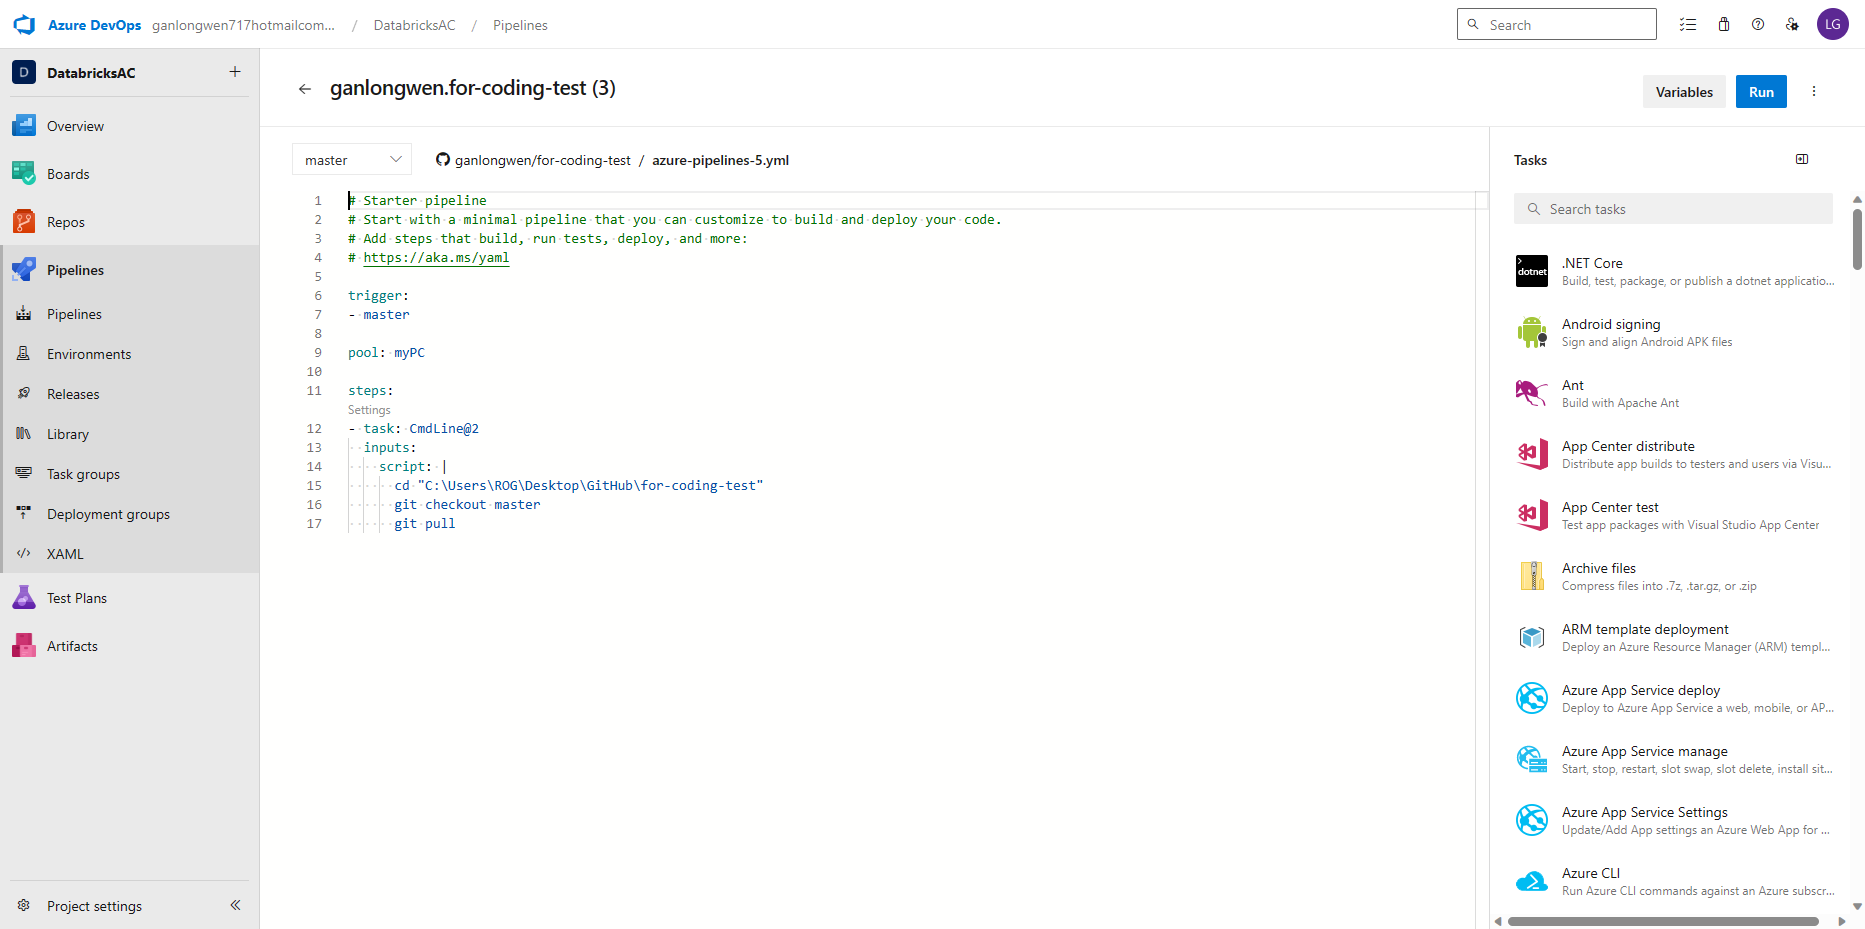 Azure DevOps ganlongwen717hotmailcom... / DatabricksAC / Pipelines
Search
LG
D DatabricksAC +
Overview
Boards
Repos
Pipelines
Pipelines
Environments
Releases
Library
Task groups
Deployment groups
XAML
Test Plans
Artifacts
Project settings
ganlongwen.for-coding-test (3)
Variables
Run
master
ganlongwen/for-coding-test / azure-pipelines-5.yml
1 # Starter pipeline
2 # Start with a minimal pipeline that you can customize to build and deploy your code.
3 # Add steps that build, run tests, deploy, and more:
4 # https://aka.ms/yaml
5
6 trigger:
7 - master
8
9 pool: myPC
10
11 steps:
Settings
12 - task: CmdLine@2
13 inputs:
14 script: |
15 cd "C:\Users\ROG\Desktop\GitHub\for-coding-test"
16 git checkout master
17 git pull
Tasks
Search tasks
dotnet
.NET Core
Build, test, package, or publish a dotnet applicatio...
Android signing
Sign and align Android APK files
Ant
Build with Apache Ant
App Center distribute
Distribute app builds to testers and users via Visu...
App Center test
Test app packages with Visual Studio App Center
Archive files
Compress files into .7z, .tar.gz, or .zip
ARM template deployment
Deploy an Azure Resource Manager (ARM) templ...
Azure App Service deploy
Deploy to Azure App Service a web, mobile, or AP...
Azure App Service manage
Start, stop, restart, slot swap, slot delete, install sit...
Azure App Service Settings
Update/Add App settings an Azure Web App for ...
Azure CLI
Run Azure CLI commands against an Azure subscr...